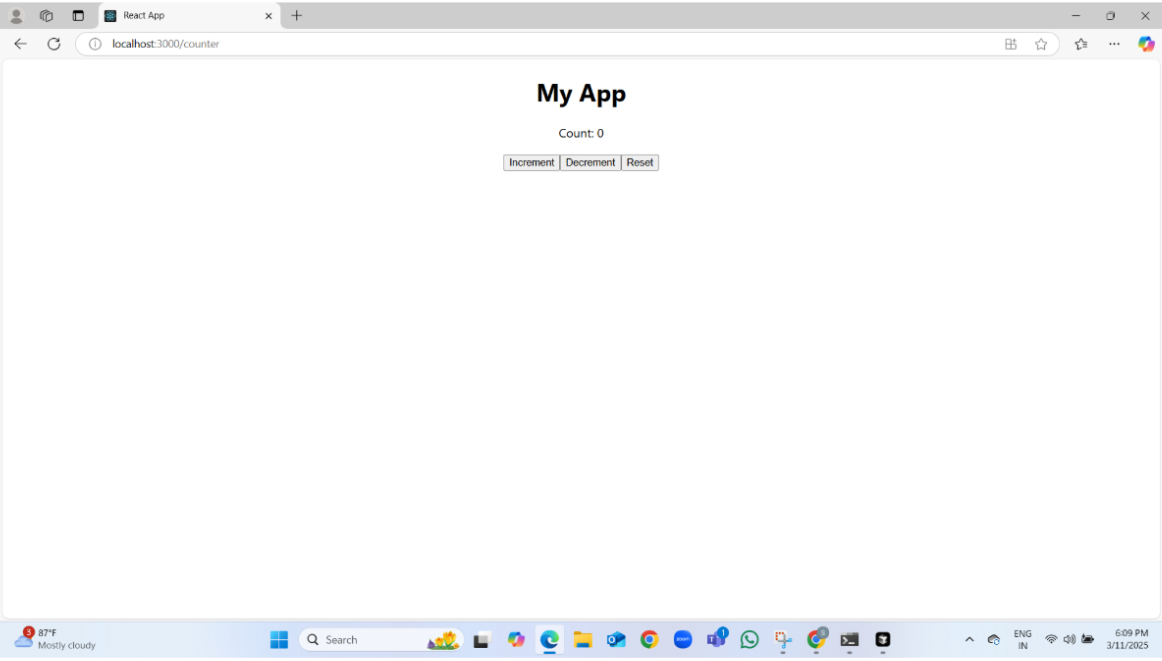 React App
localhost:3000/counter
My App
Count: 0
Increment Decrement Reset
3
87°F
Mostly cloudy
Search
1
3
ENG
IN
6:09 PM
3/11/2025